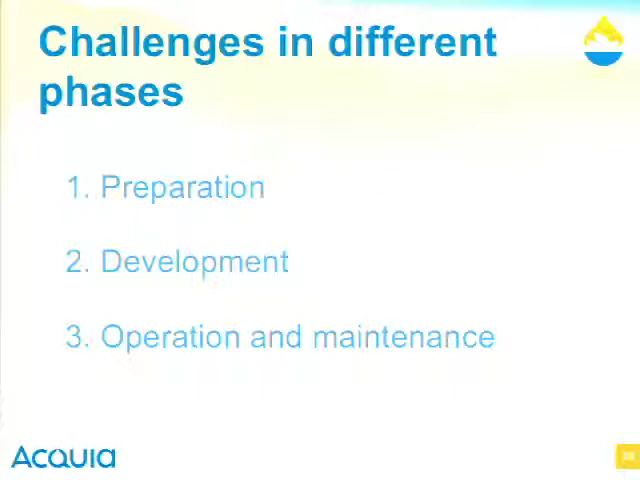 Challenges in different
phases
1. Preparation
2. Development
3. Operation and maintenance
ACQUIA